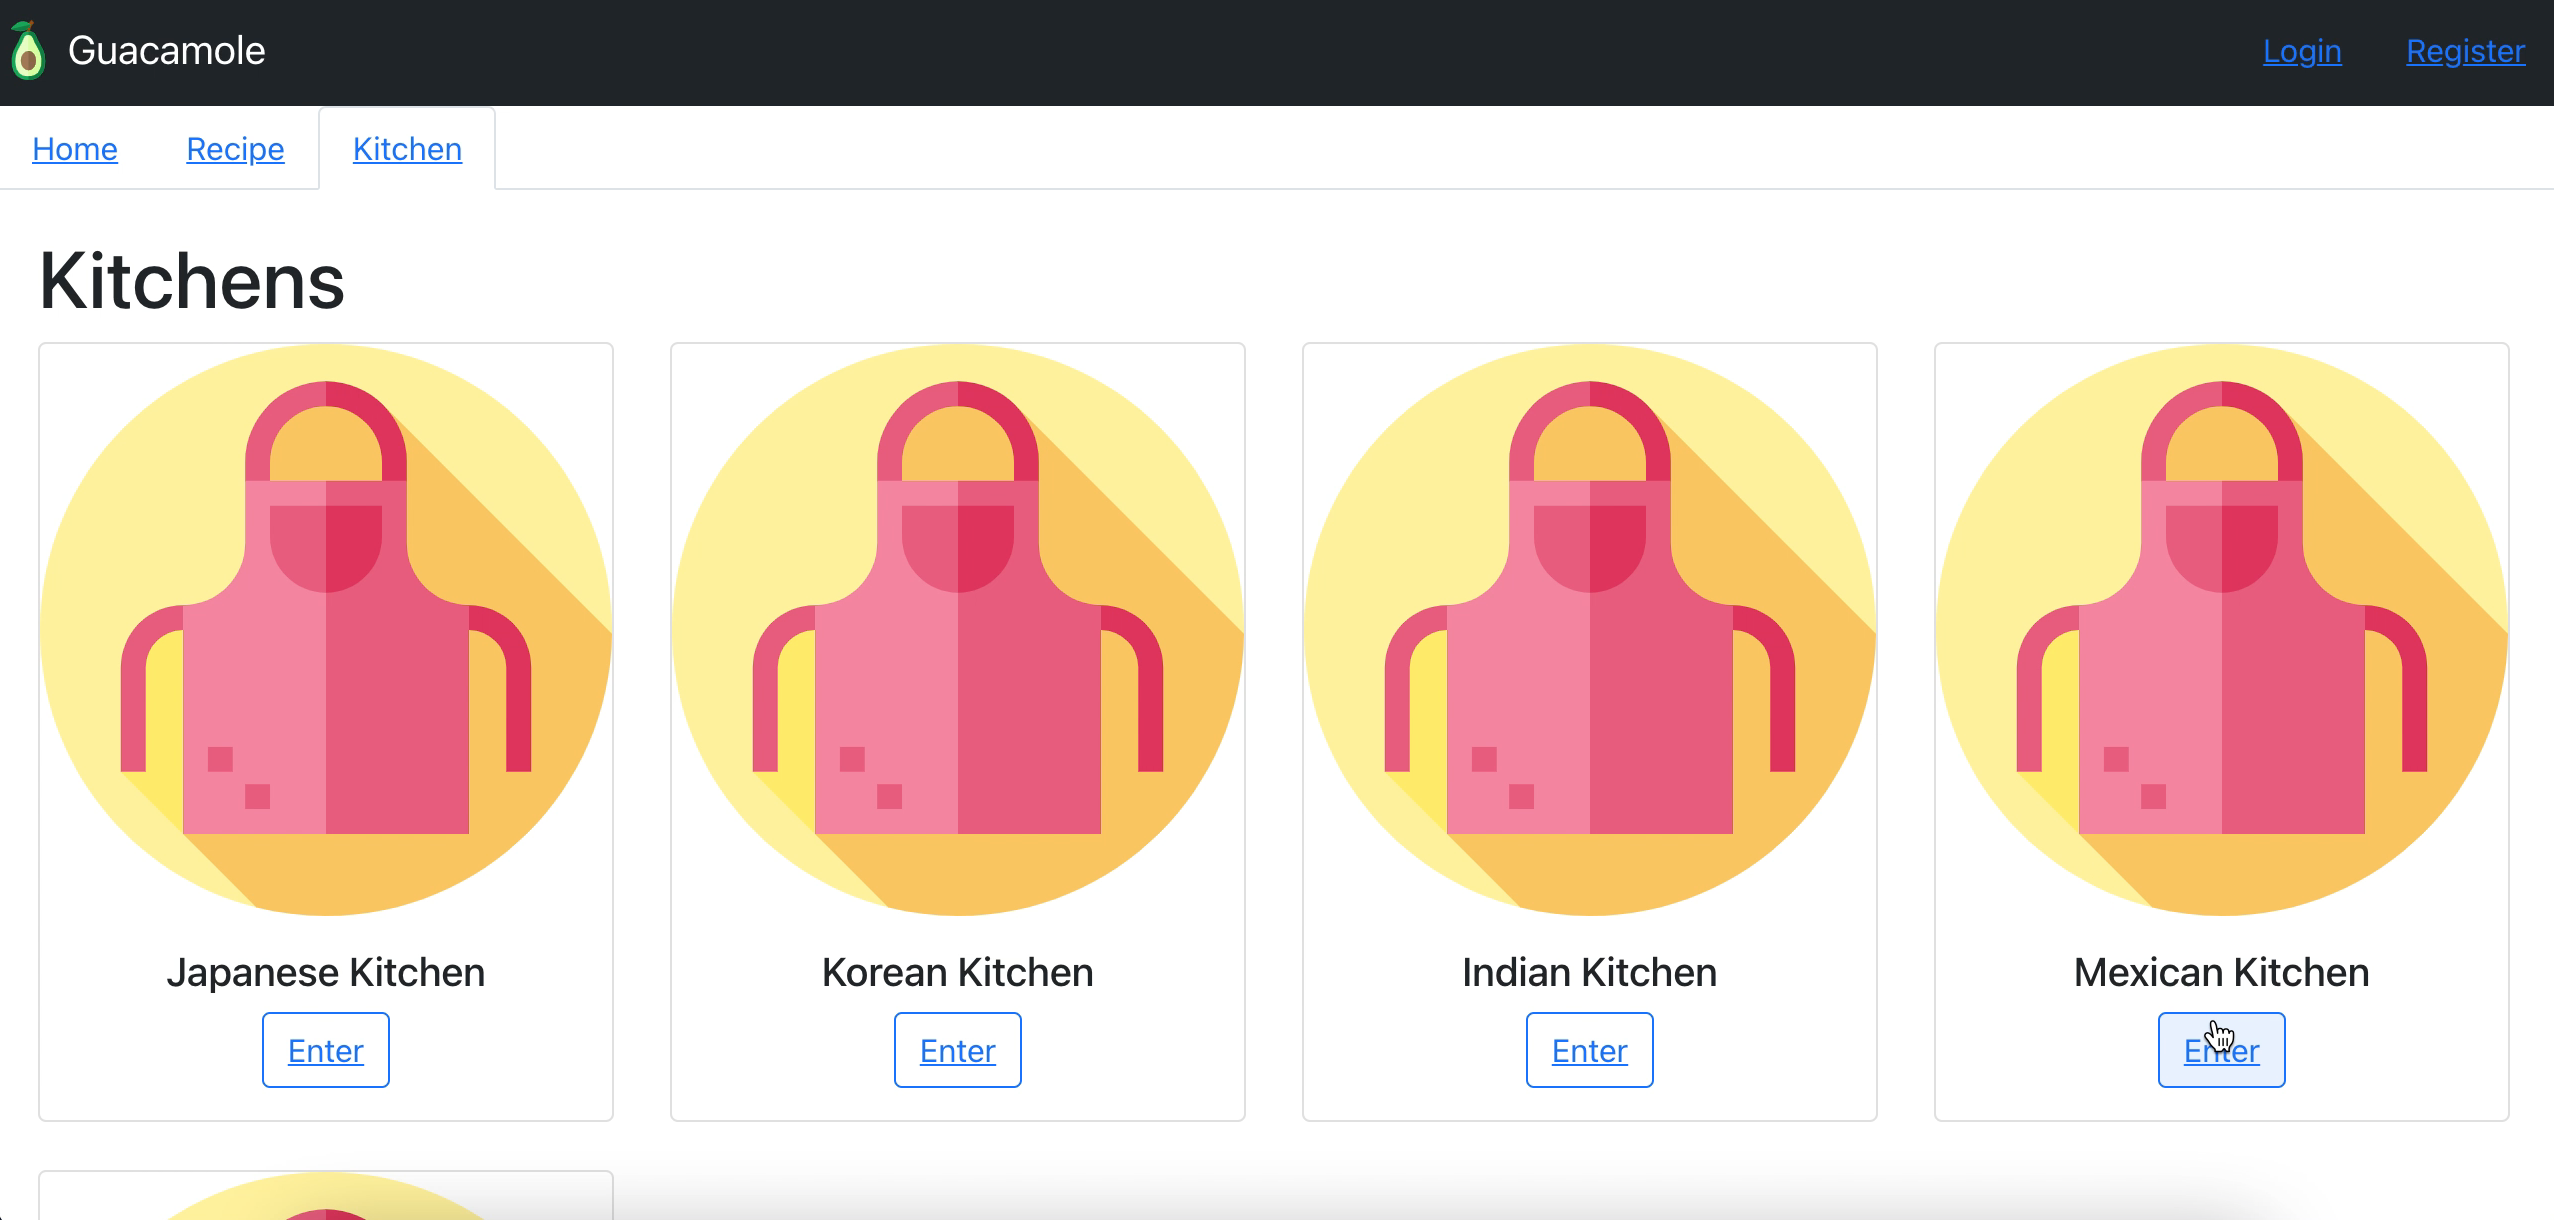 Guacamole
Login Register
Home Recipe Kitchen
Kitchens
Japanese Kitchen Korean Kitchen Indian Kitchen Mexican Kitchen
Enter Enter Enter Enter